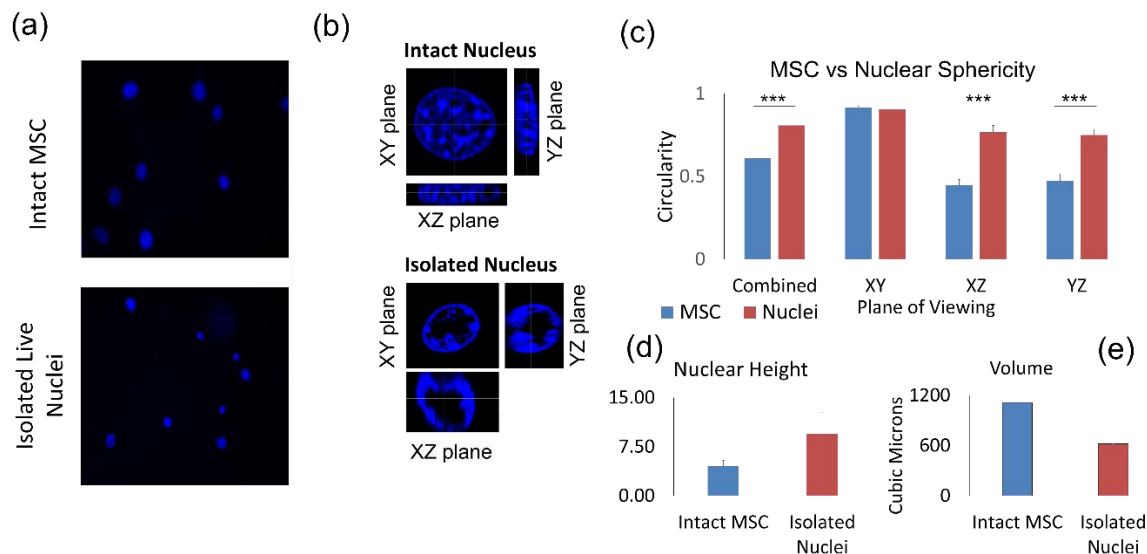 (a)
Intact MSC
Isolated Live
Nuclei
(b)
Intact Nucleus
XY plane
YZ plane
XZ plane
Isolated Nucleus
XY plane
YZ plane
XZ plane
(c)
MSC vs Nuclear Sphericity
Circularity
1
0.5
0
***
***
***
Combined
XY
XZ
YZ
MSC
Nuclei
Plane of Viewing
(d)
Nuclear Height
15.00
7.50
0.00
Intact MSC
Isolated
Nuclei
(e)
Volume
Cubic Microns
1200
600
0
Intact MSC
Isolated
Nuclei